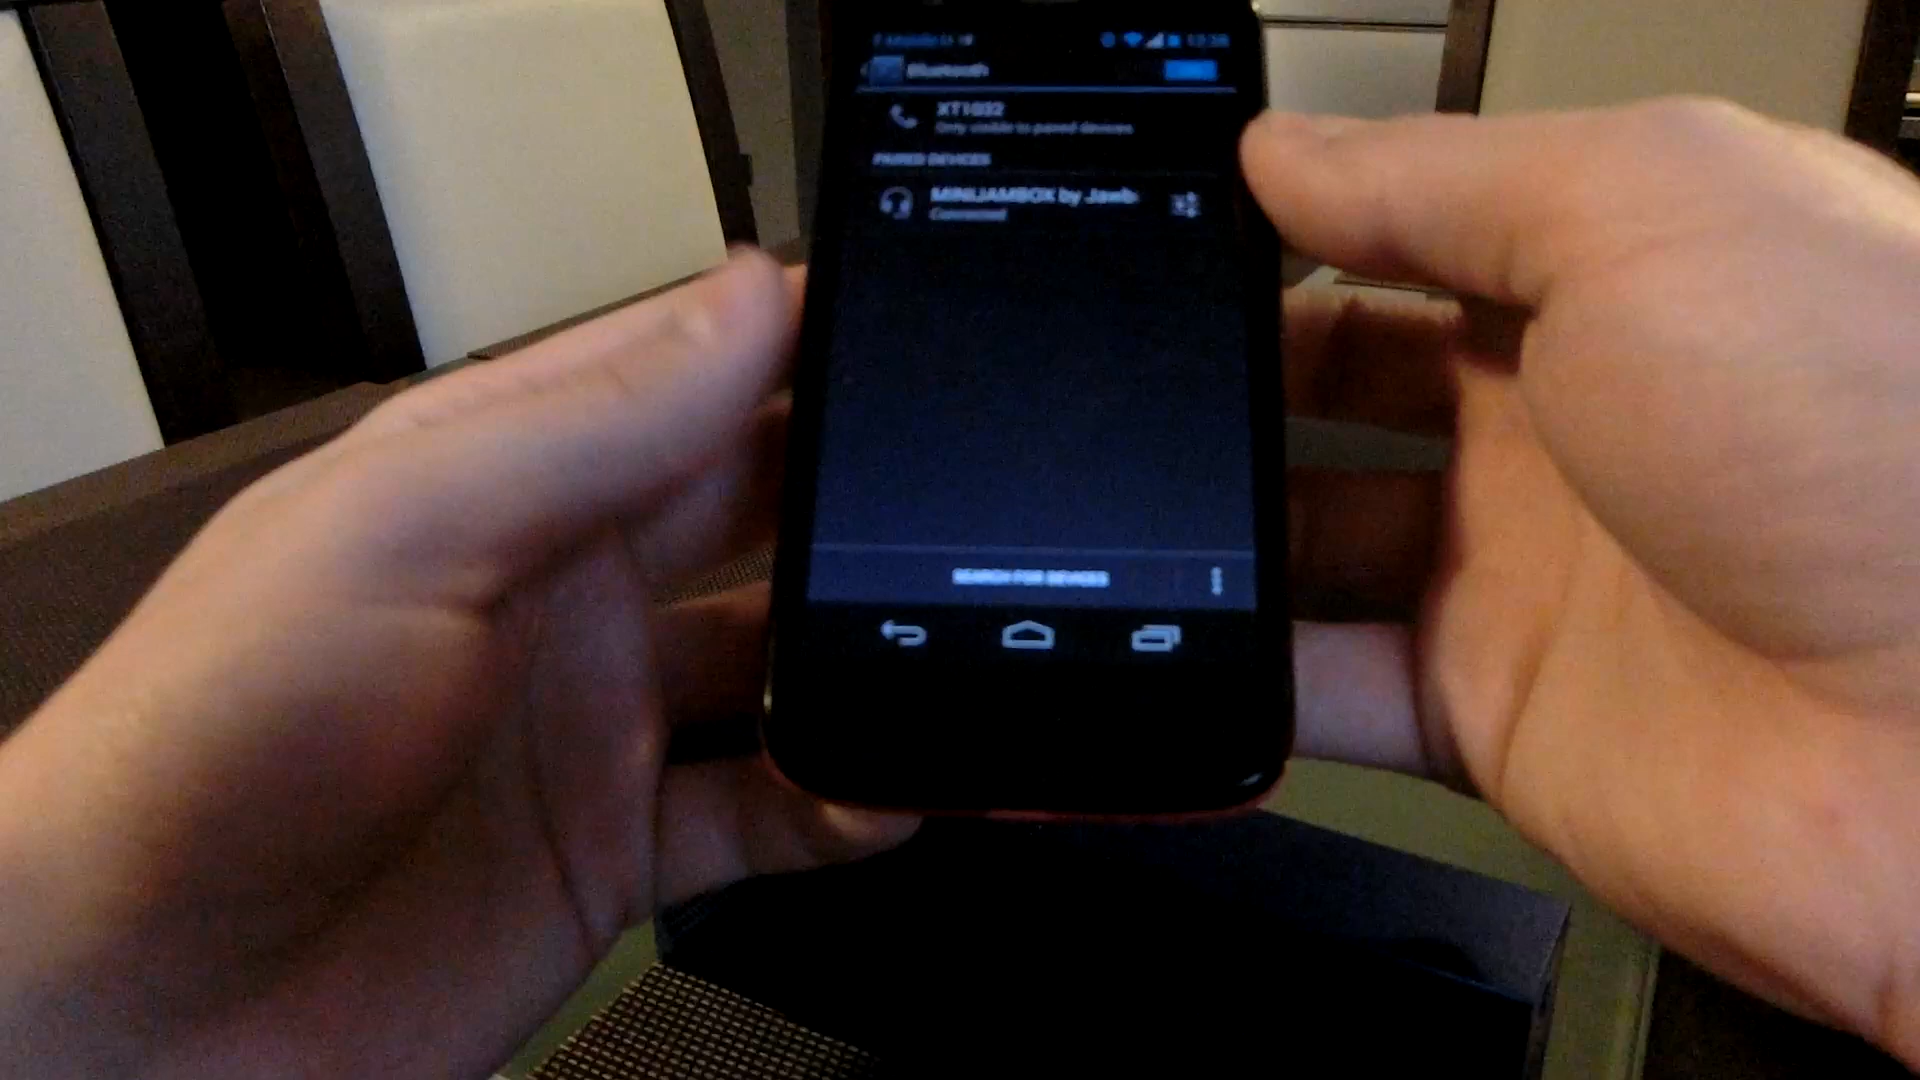 Bluetooth
XT1032
Only visible to paired devices
PAIRED DEVICES
MINIJAMBOX by Jawb
Connected
SEARCH FOR DEVICES